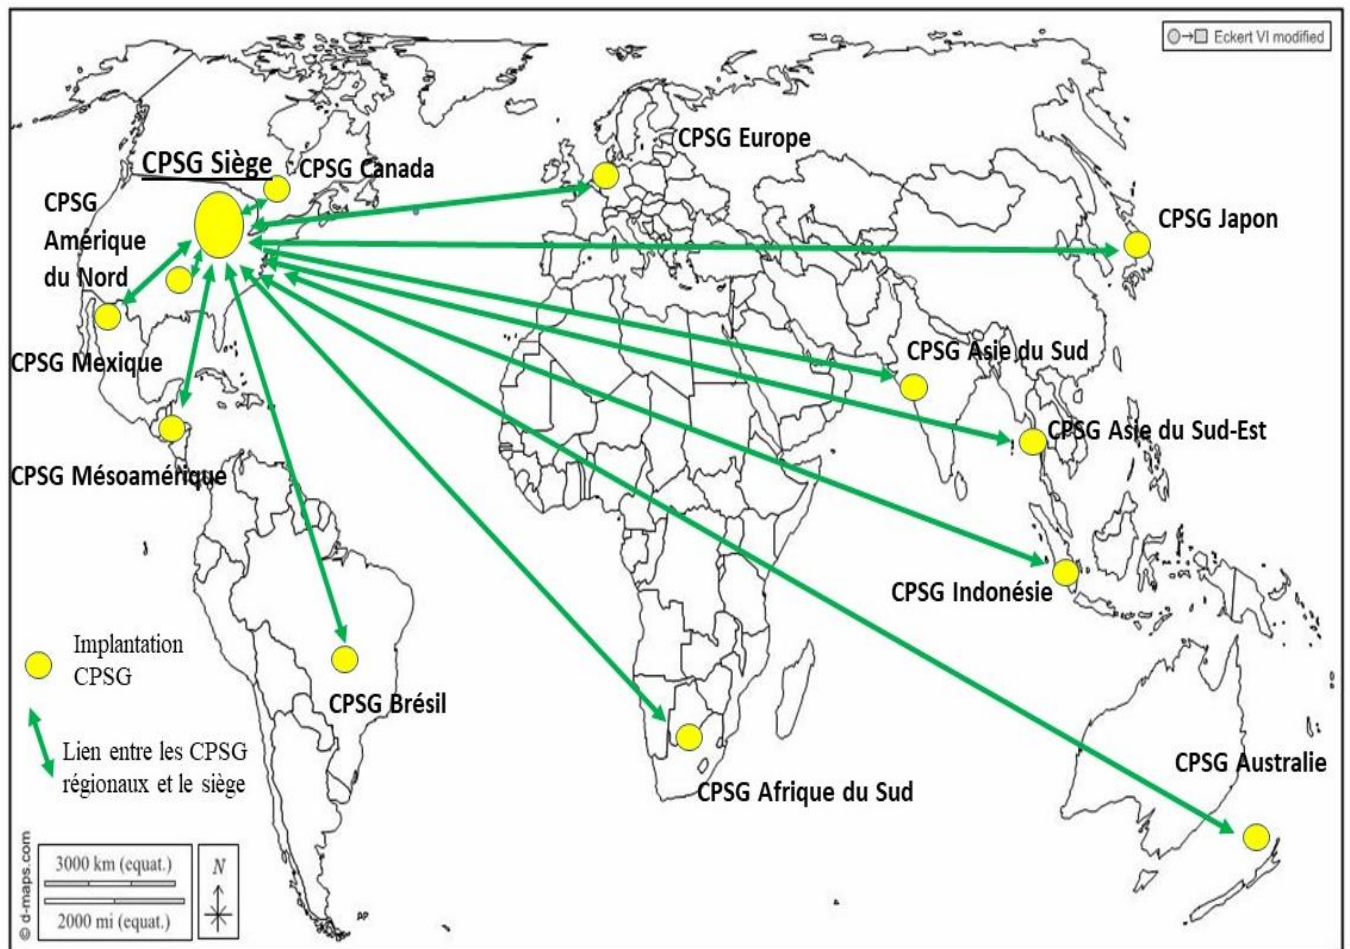 Eckert VI modified
CPSG Europe
CPSG Siège
CPSG Canada
CPSG
Amérique
du Nord
CPSG Japon
CPSG Mexique
CPSG Asie du Sud
CPSG Asie du Sud-Est
CPSG Mésoamérique
CPSG Indonésie
Implantation
CPSG
CPSG Brésil
Lien entre les CPSG
régionaux et le siège
CPSG Australie
CPSG Afrique du Sud
3000 km (equat.)
2000 mi (equat.)
N
© d-maps.com